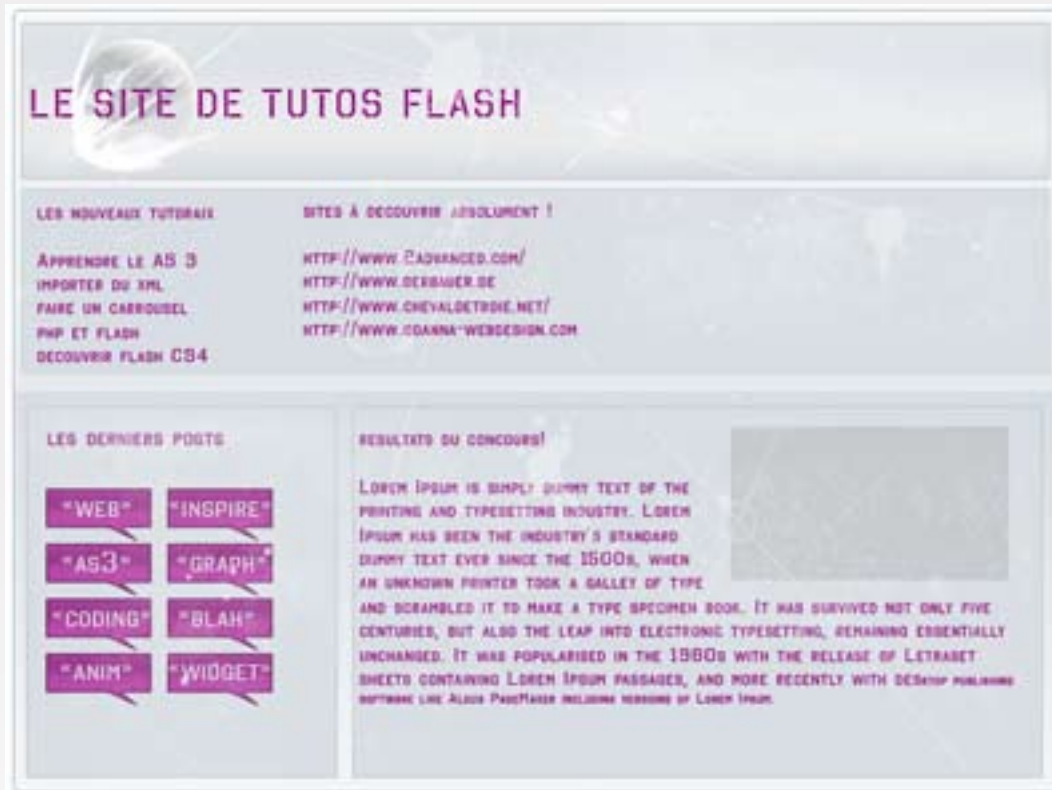 LE SITE DE TUTOS FLASH
LES NOUVEAUX TUTORAIX
APPRENDRE LE AS 3
IMPORTER DU XML
FAIRE UN CARROUSEL
PHP ET FLASH
DECOUVRIR FLASH CS4
SITES À DECOUVRIR ABSOLUMENT !
HTTP://WWW.2ADVANCED.COM/
HTTP://WWW.DERBAUER.DE
HTTP://WWW.CHEVALDETROIE.NET/
HTTP://WWW.-WEBDESIGN.COM
LES DERNIERS POSTS
"WEB" "INSPIRE"
"AS3" "GRAPH"
"CODING" "BLAH"
"ANIM" "WIDGET"
RESULTATS DU CONCOURS!
LOREM IPSUM IS SIMPLY DUMMY TEXT OF THE
PRINTING AND TYPESETTING INDUSTRY. LOREM
IPSUM HAS BEEN THE INDUSTRY'S STANDARD
DUMMY TEXT EVER SINCE THE 1500S, WHEN
AN UNKNOWN PRINTER TOOK A GALLEY OF TYPE
AND SCRAMBLED IT TO MAKE A TYPE SPECIMEN BOOK. IT HAS SURVIVED NOT ONLY FIVE
CENTURIES, BUT ALSO THE LEAP INTO ELECTRONIC TYPESETTING, REMAINING ESSENTIALLY
UNCHANGED. IT WAS POPULARISED IN THE 1960S WITH THE RELEASE OF LETRASET
SHEETS CONTAINING LOREM IPSUM PASSAGES, AND MORE RECENTLY WITH DESKTOP PUBLISHING
SOFTWARE LIKE ALDUS PAGEMAKER INCLUDING VERSIONS OF LOREM IPSUM.